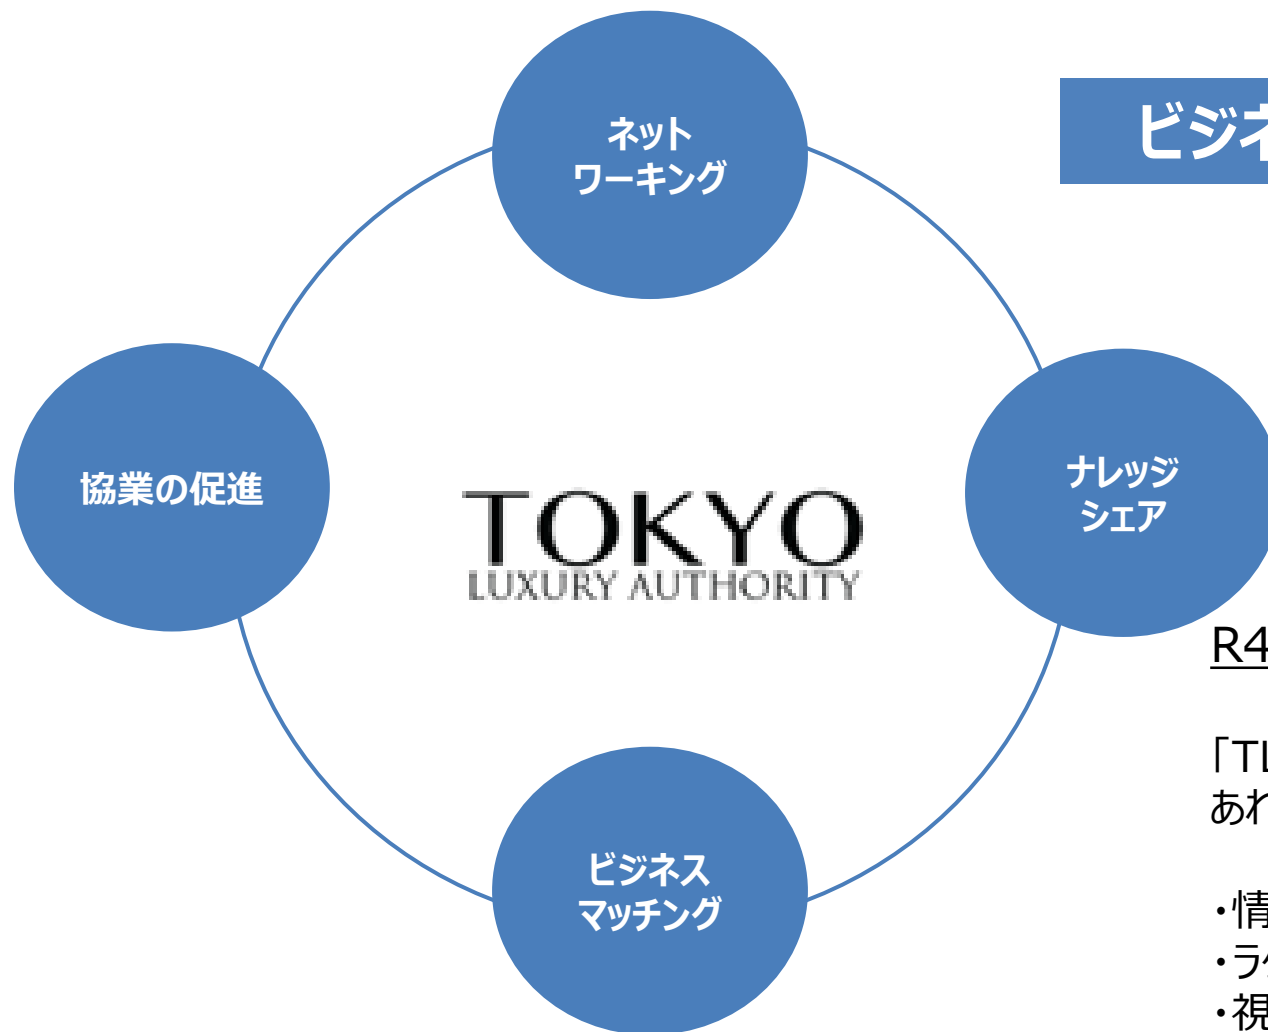 ネット
ワーキング
ビジネ
協業の促進
ナレッジ
シェア
TOKYO
LUXURY AUTHORITY
R4
「TL
あれ
ビジネス
マッチング
・情
・ラ
・視